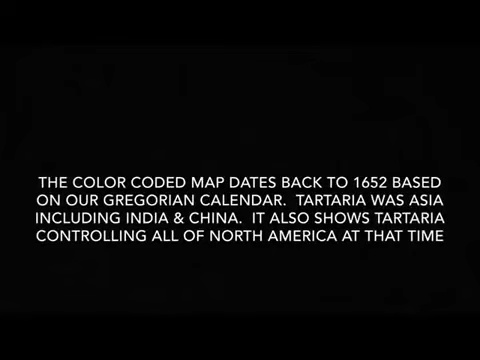 THE COLOR CODED MAP DATES BACK TO 1652 BASED
ON OUR GREGORIAN CALENDAR. TARTARIA WAS ASIA
INCLUDING INDIA & CHINA. IT ALSO SHOWS TARTARIA
CONTROLLING ALL OF NORTH AMERICA AT THAT TIME